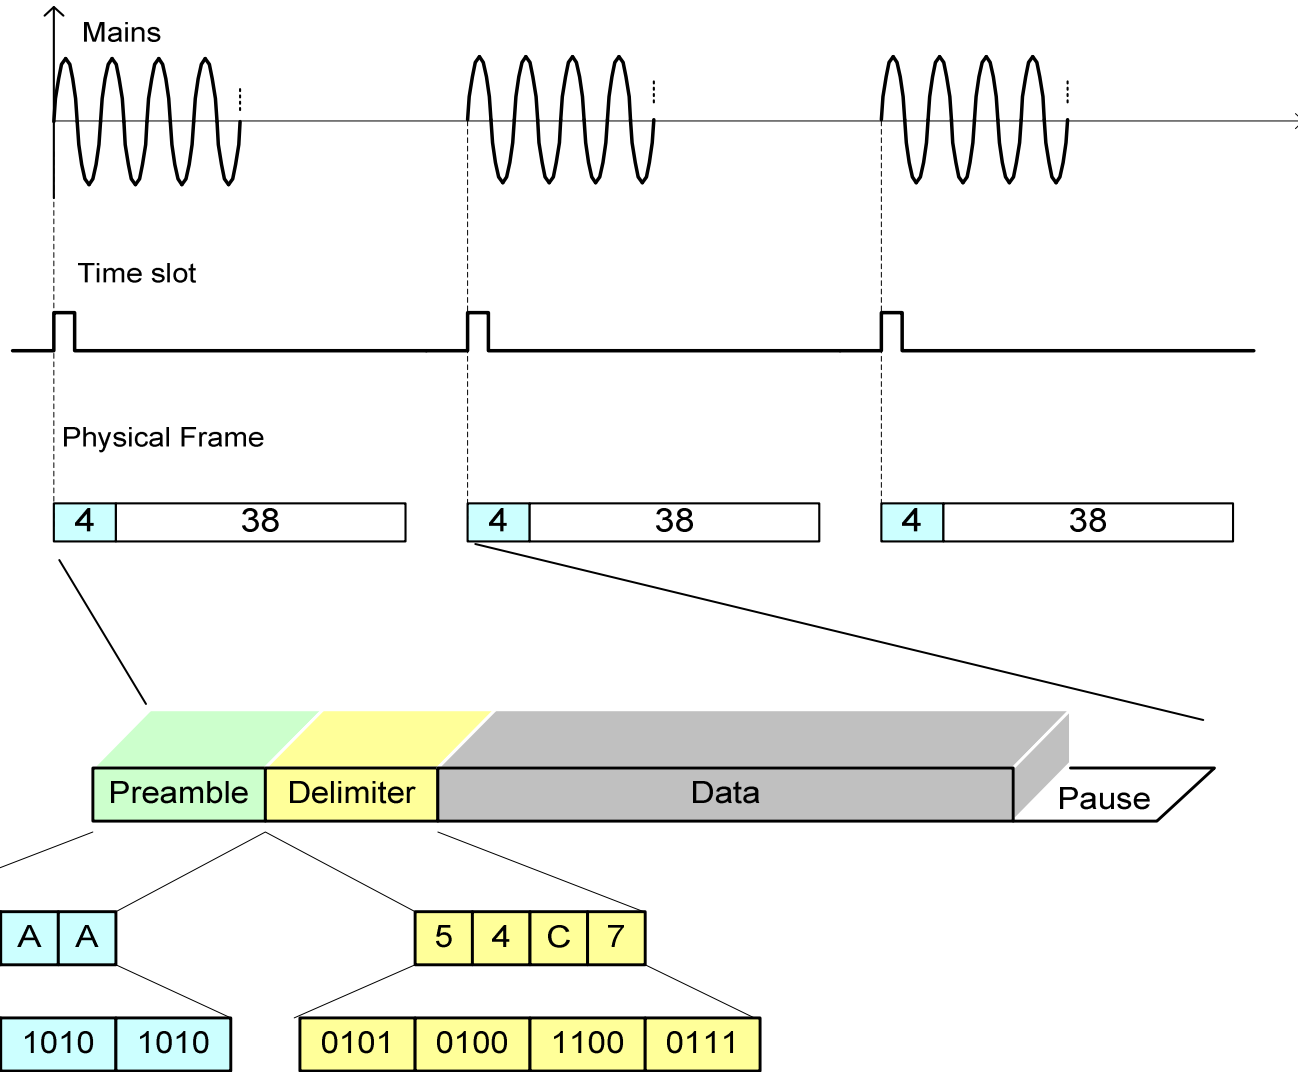 Mains
Time slot
Physical Frame
4 38 4 38 4 38
Preamble Delimiter Data Pause
A A 5 4 C 7
1010 1010 0101 0100 1100 0111